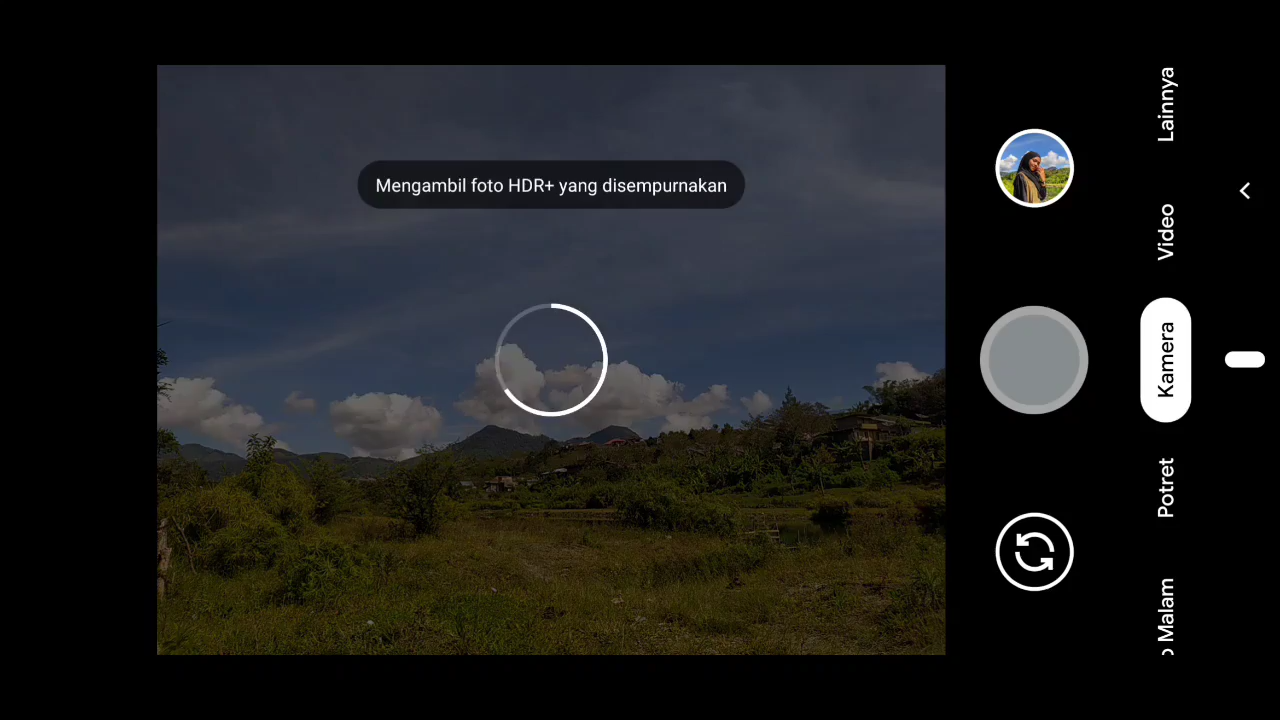 Mengambil foto HDR+ yang disempurnakan
Lainnya
Video
Kamera
Potret
o Malam